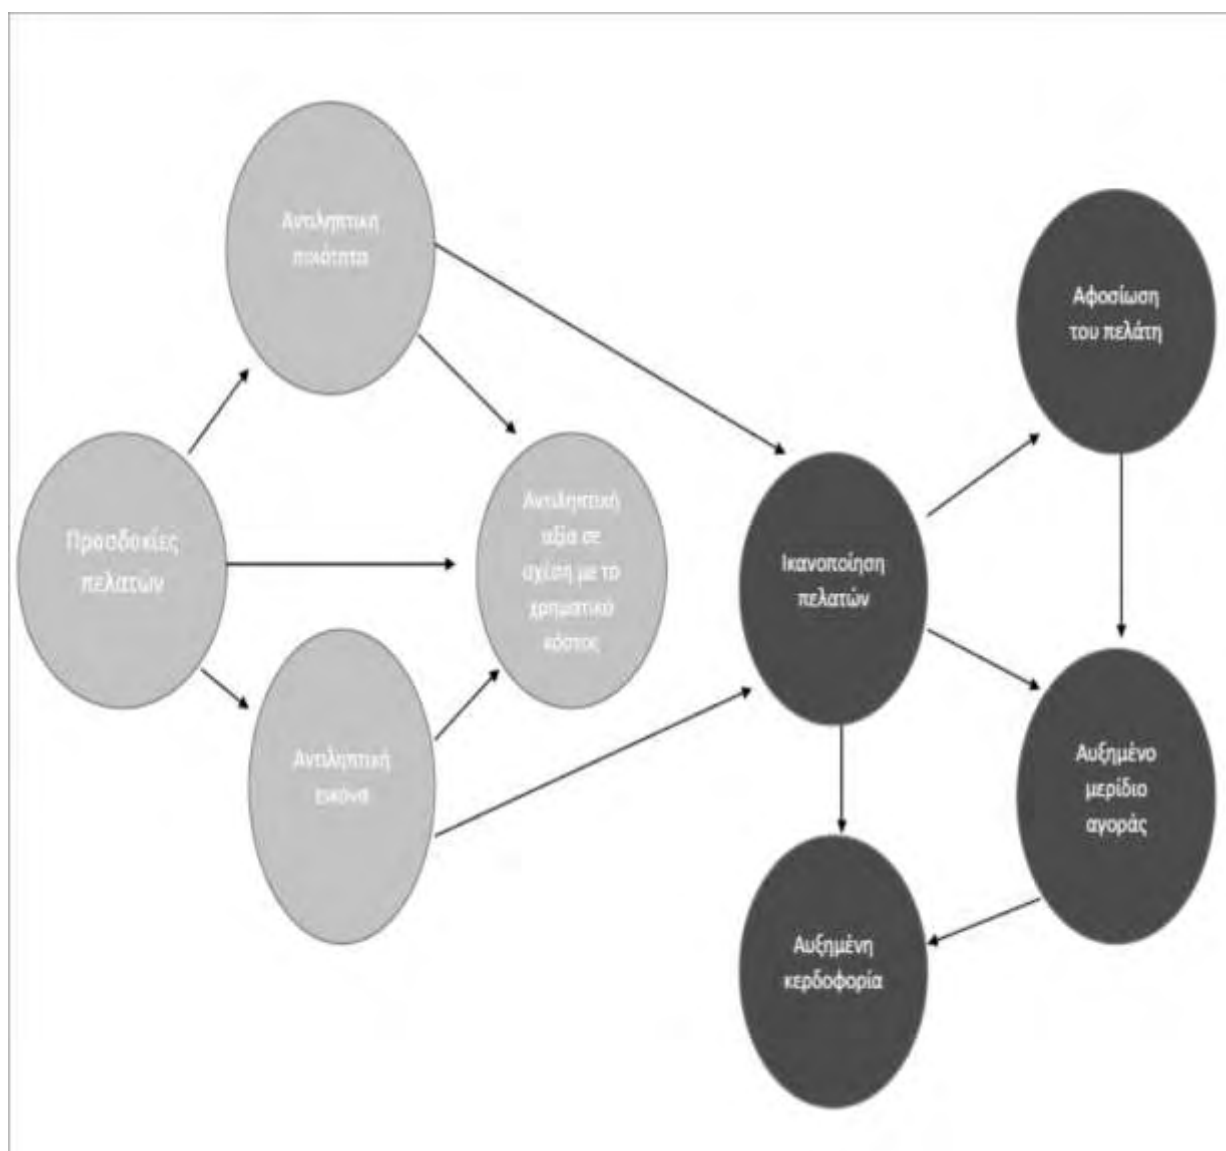 Αντιληπτική
ποιότητα
Αφοσίωση
του πελάτη
Προσδοκίες
πελατών
Αντιληπτική
αξία σε
σχέση με το
χρηματικό
κόστος
Ικανοποίηση
πελατών
Αντιληπτική
εικόνα
Αυξημένο
μερίδιο
αγοράς
Αυξημένη
κερδοφορία